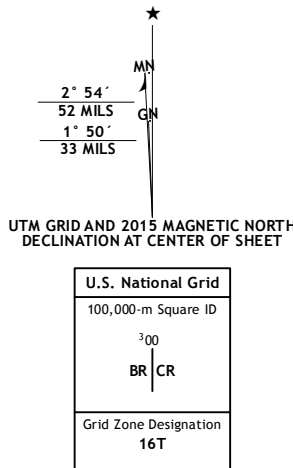 ★
MN
2° 54´
52 MILS
GN
1° 50´
33 MILS
UTM GRID AND 2015 MAGNETIC NORTH
DECLINATION AT CENTER OF SHEET
U.S. National Grid
100,000-m Square ID
³00
BR CR
Grid Zone Designation
16T